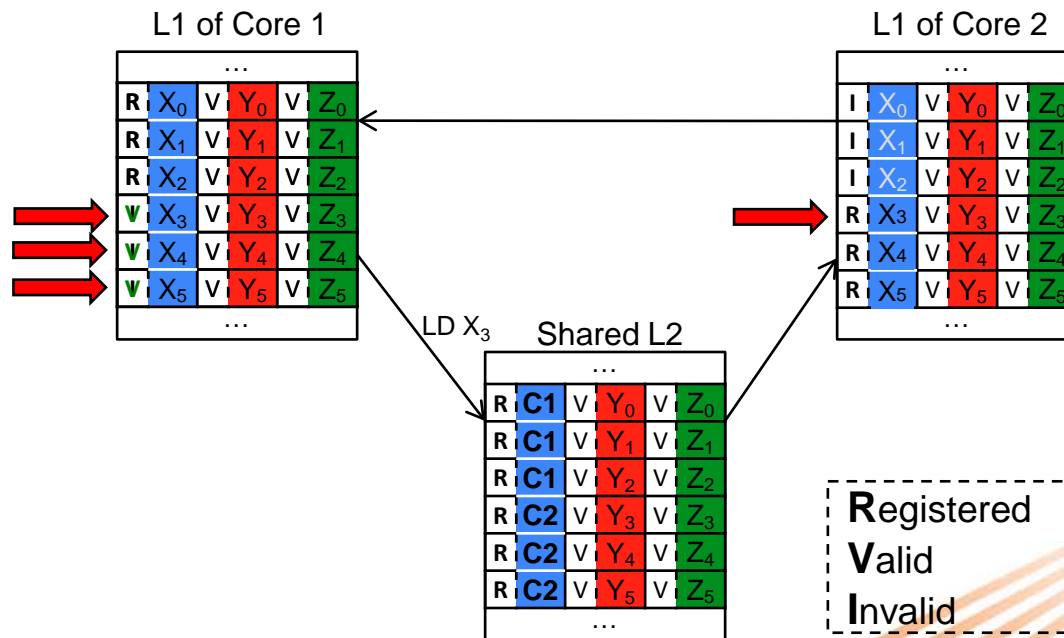 L1 of Core 1
...
R X0 V Y0 V Z0
R X1 V Y1 V Z1
R X2 V Y2 V Z2
X3 V Y3 V Z3
X4 V Y4 V Z4
X5 V Y5 V Z5
...
L1 of Core 2
...
I X0 V Y0 V Z0
I X1 V Y1 V Z1
I X2 V Y2 V Z2
R X3 V Y3 V Z3
R X4 V Y4 V Z4
R X5 V Y5 V Z5
...
LD X3
Shared L2
...
R C1 V Y0 V Z0
R C1 V Y1 V Z1
R C1 V Y2 V Z2
R C2 V Y3 V Z3
R C2 V Y4 V Z4
R C2 V Y5 V Z5
...
Registered
Valid
Invalid